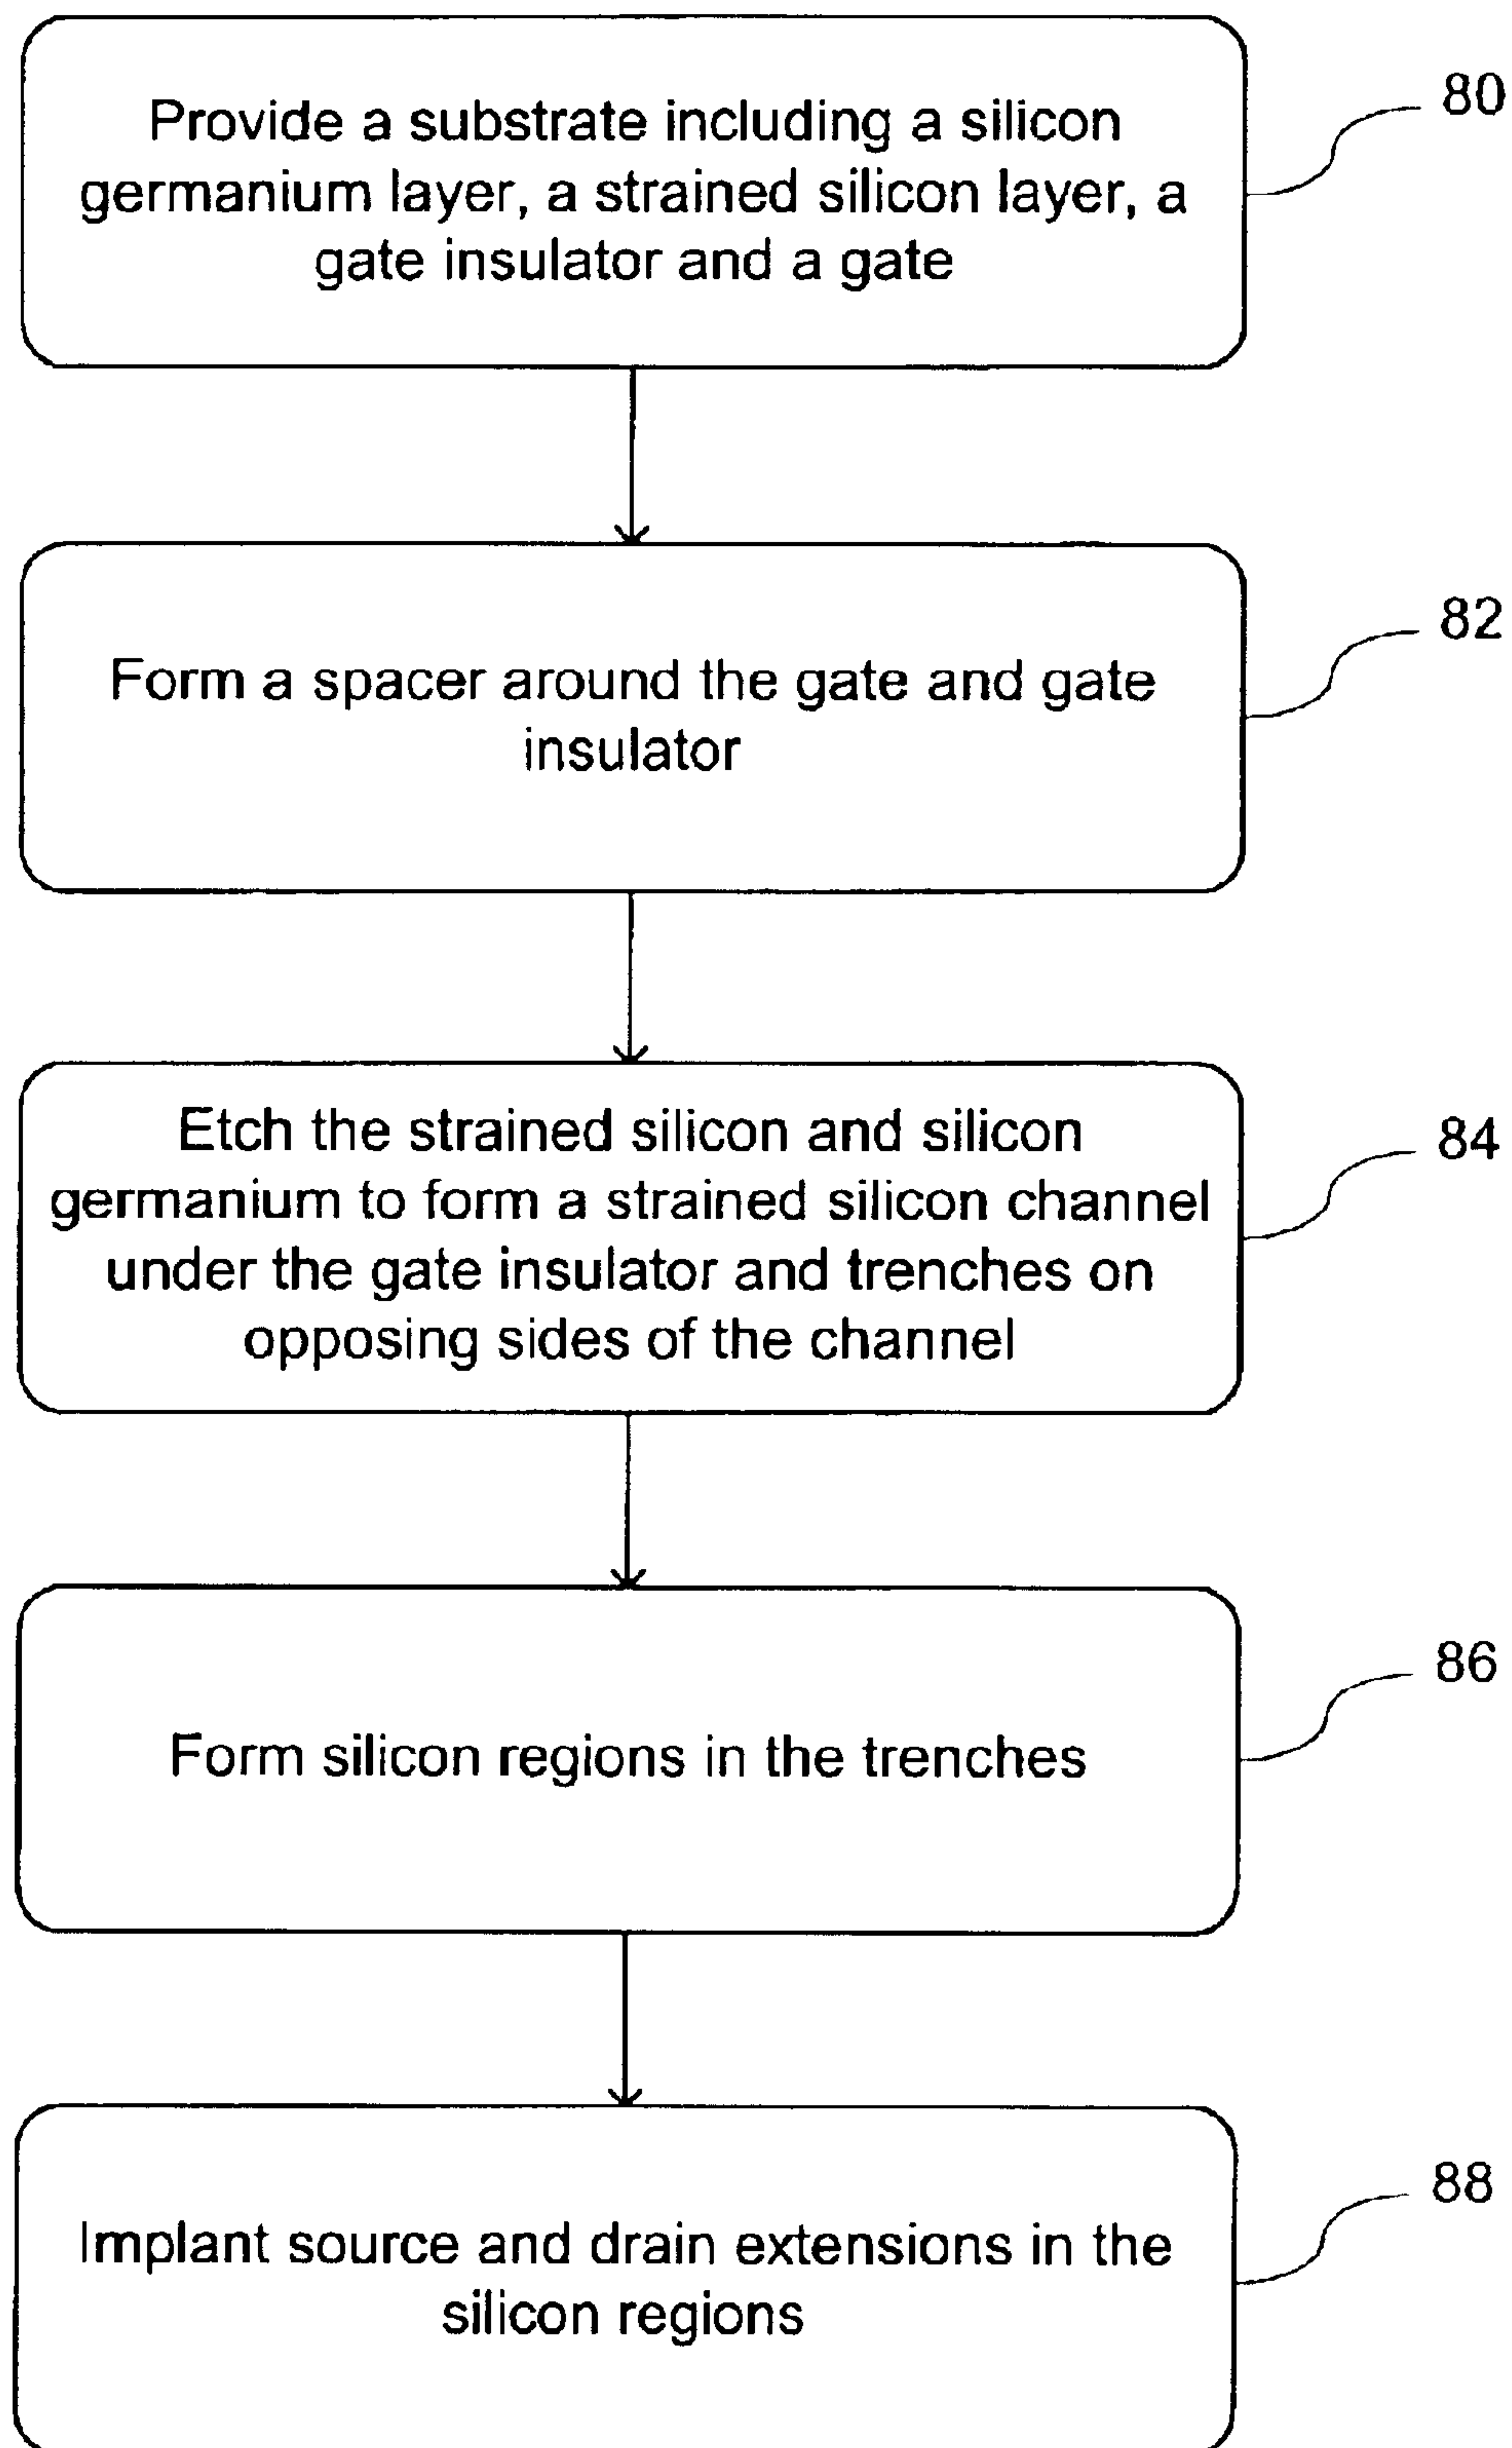 Provide a substrate including a silicon
germanium layer, a strained silicon layer, a
gate insulator and a gate
80
Form a spacer around the gate and gate
insulator
82
Etch the strained silicon and silicon
germanium to form a strained silicon channel
under the gate insulator and trenches on
opposing sides of the channel
84
Form silicon regions in the trenches
86
Implant source and drain extensions in the
silicon regions
88